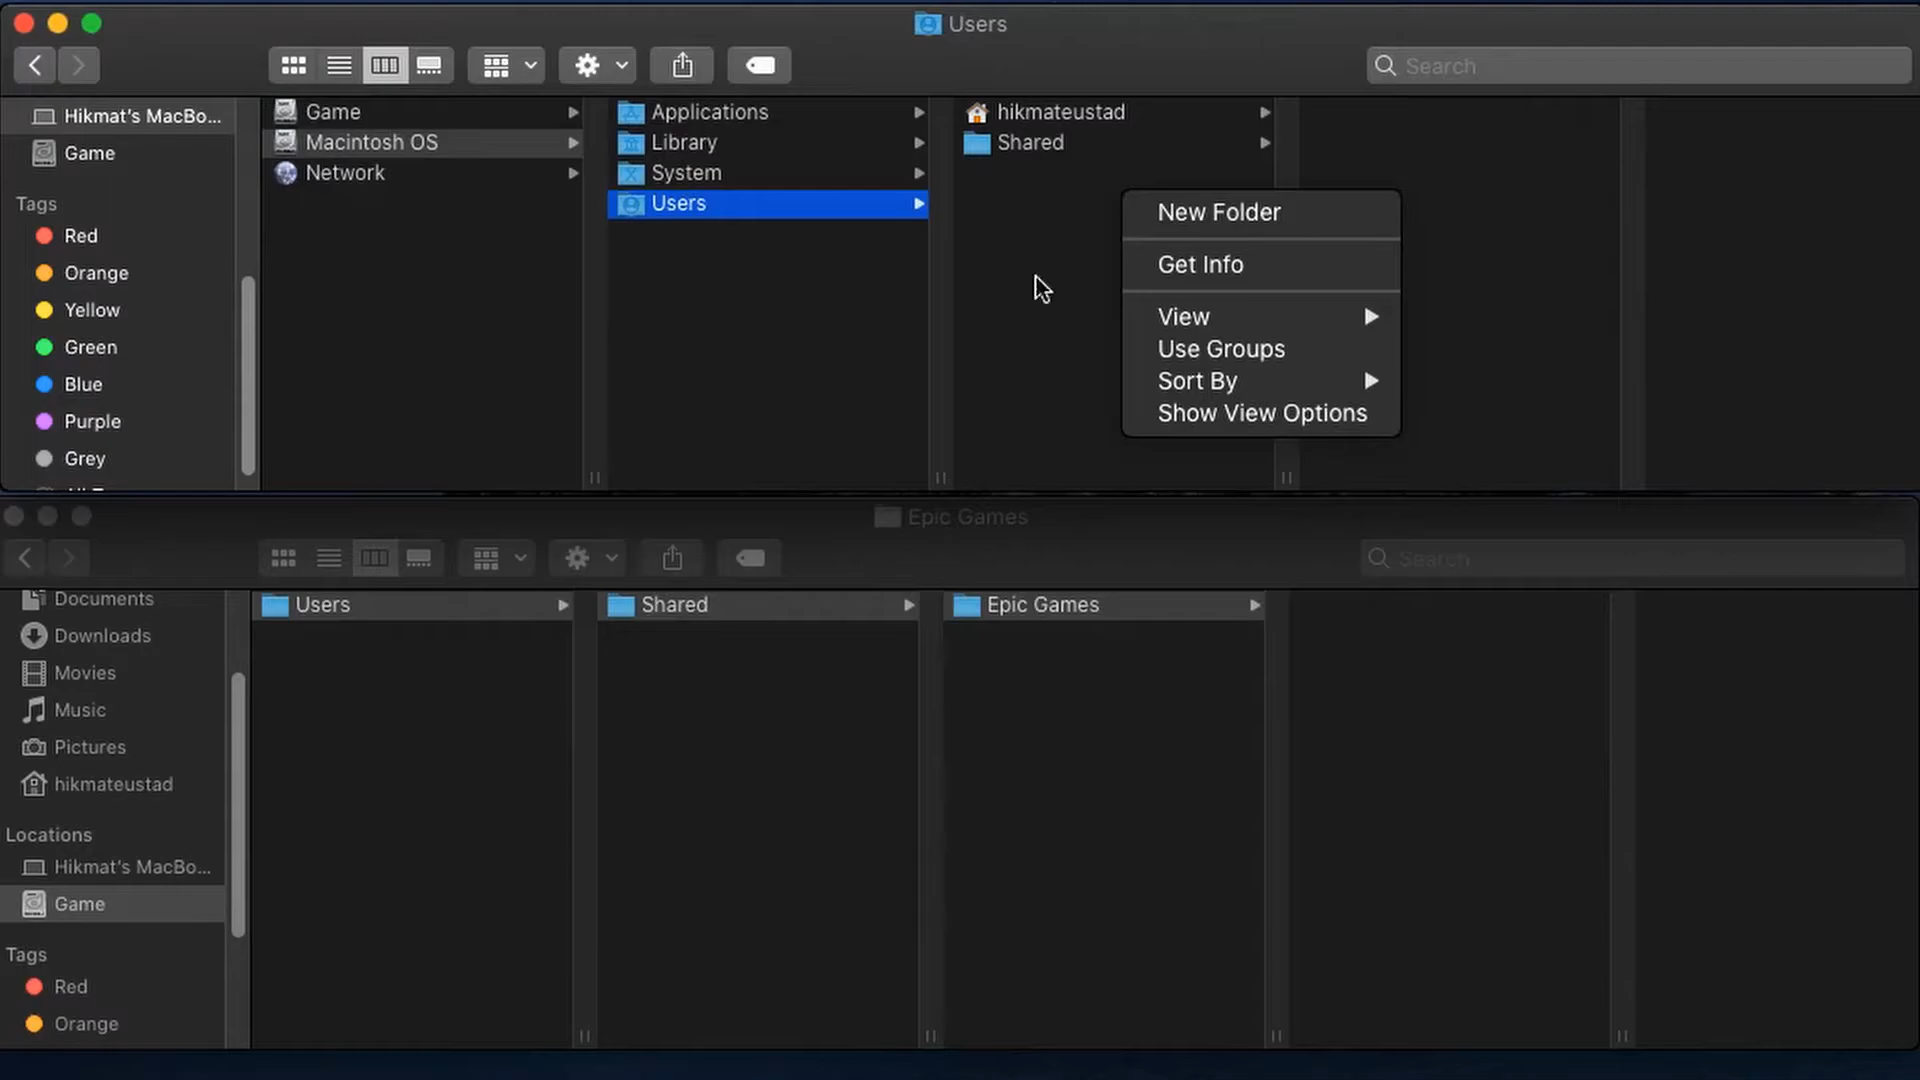 Users
Search
Hikmat's MacBo...
Game
Tags
Red
Orange
Yellow
Green
Blue
Purple
Grey
Game
Macintosh OS
Network
Applications
Library
System
Users
hikmateustad
Shared
New Folder
Get Info
View
Use Groups
Sort By
Show View Options
Epic Games
Search
Documents
Downloads
Movies
Music
Pictures
hikmateustad
Locations
Hikmat's MacBo...
Game
Tags
Red
Orange
Users
Shared
Epic Games